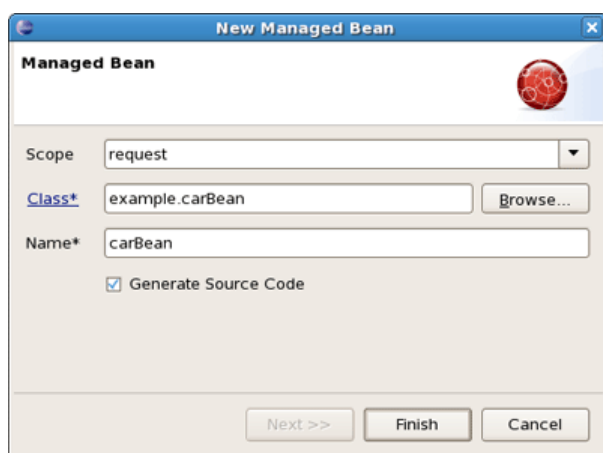 New Managed Bean
Managed Bean
Scope request
Class* example.carBean Browse...
Name* carBean
Generate Source Code
Next >> Finish Cancel